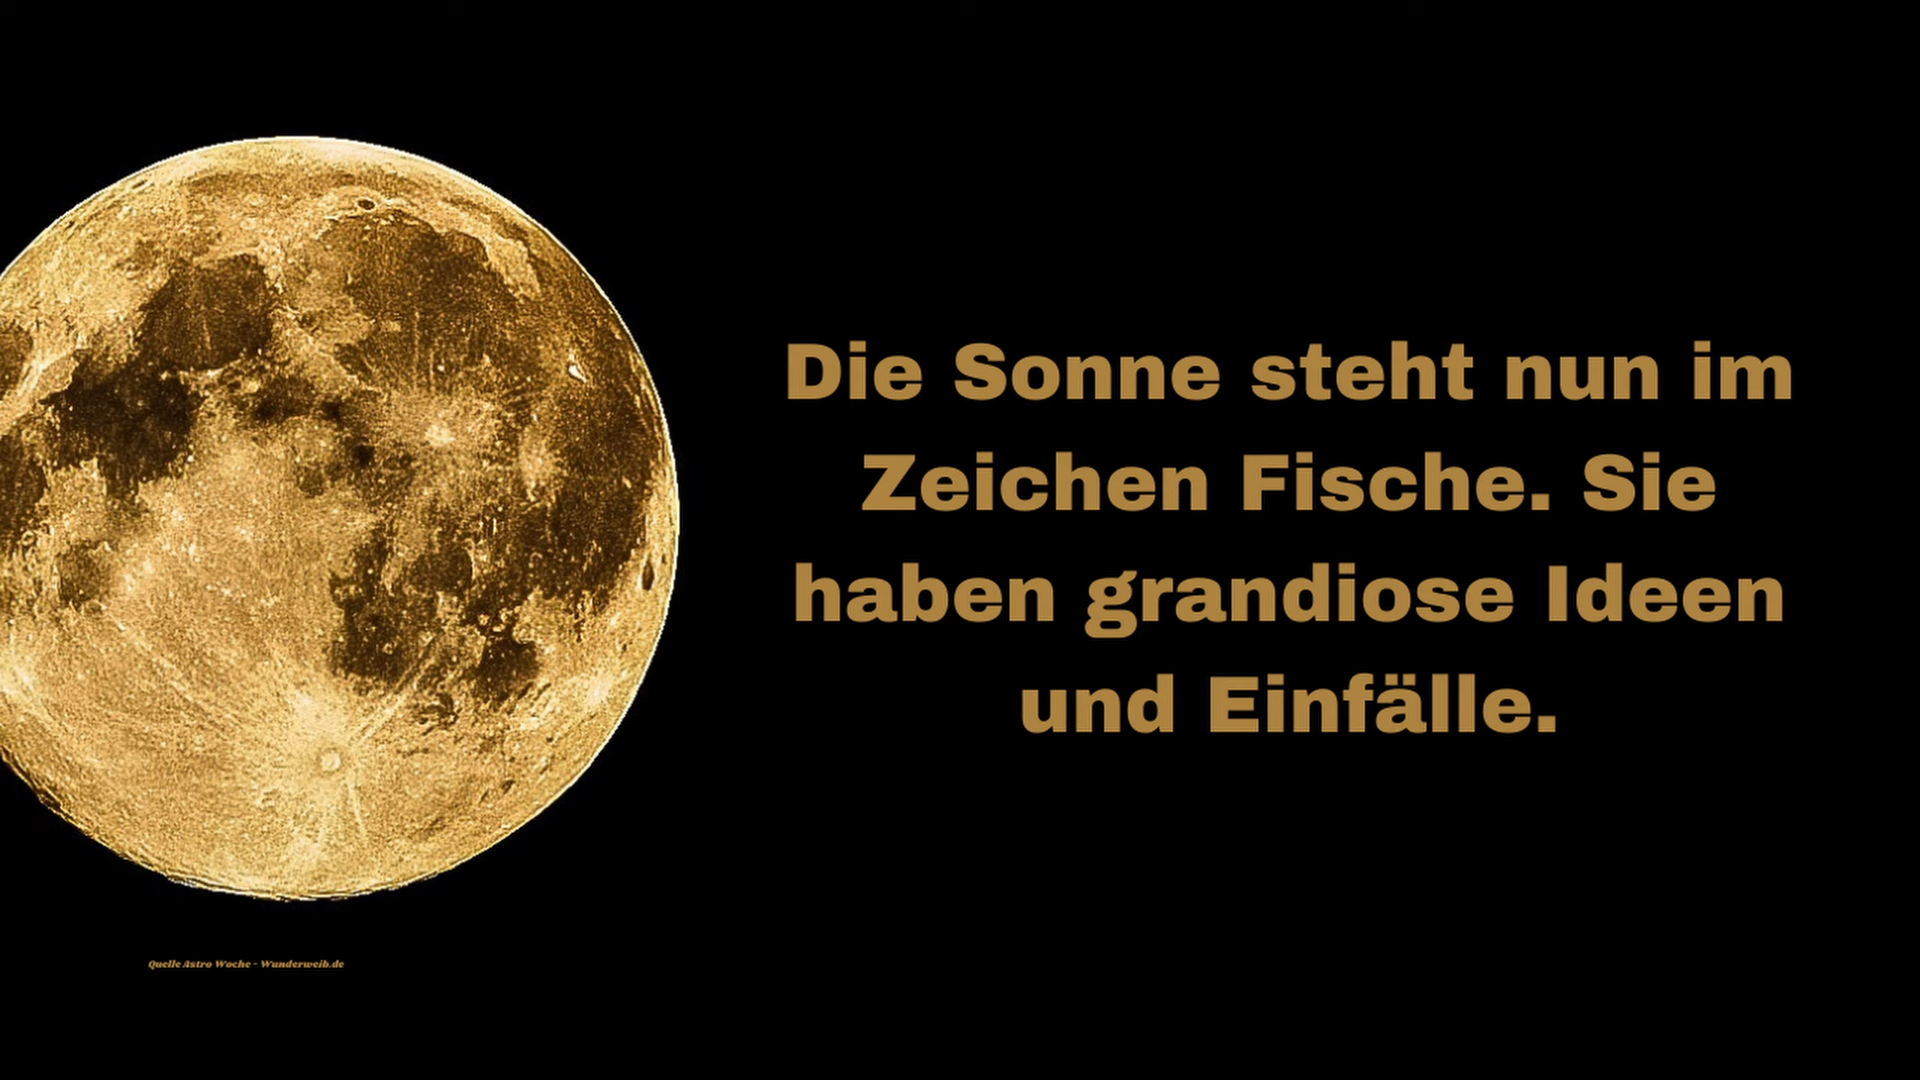 Die Sonne steht nun im
Zeichen Fische. Sie
haben grandiose Ideen
und Einfälle.
Quelle Astro Woche - Wunderweib.de